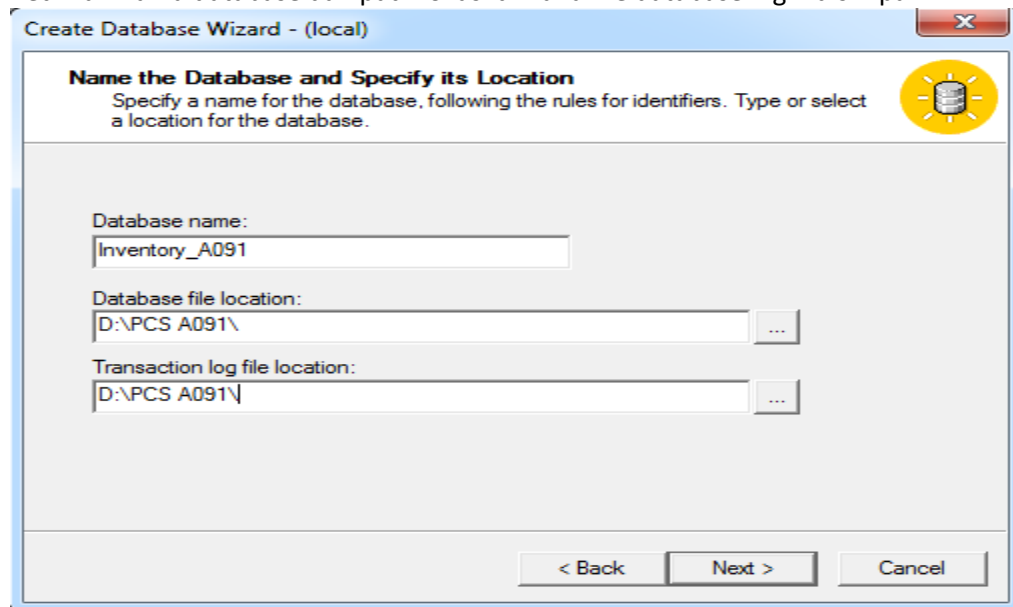 Create Database Wizard - (local)
Name the Database and Specify its Location
Specify a name for the database, following the rules for identifiers. Type or select
a location for the database.
Database name:
Inventory_A091
Database file location:
D:\PCS A091\
...
Transaction log file location:
D:\PCS A091\
...
< Back Next > Cancel